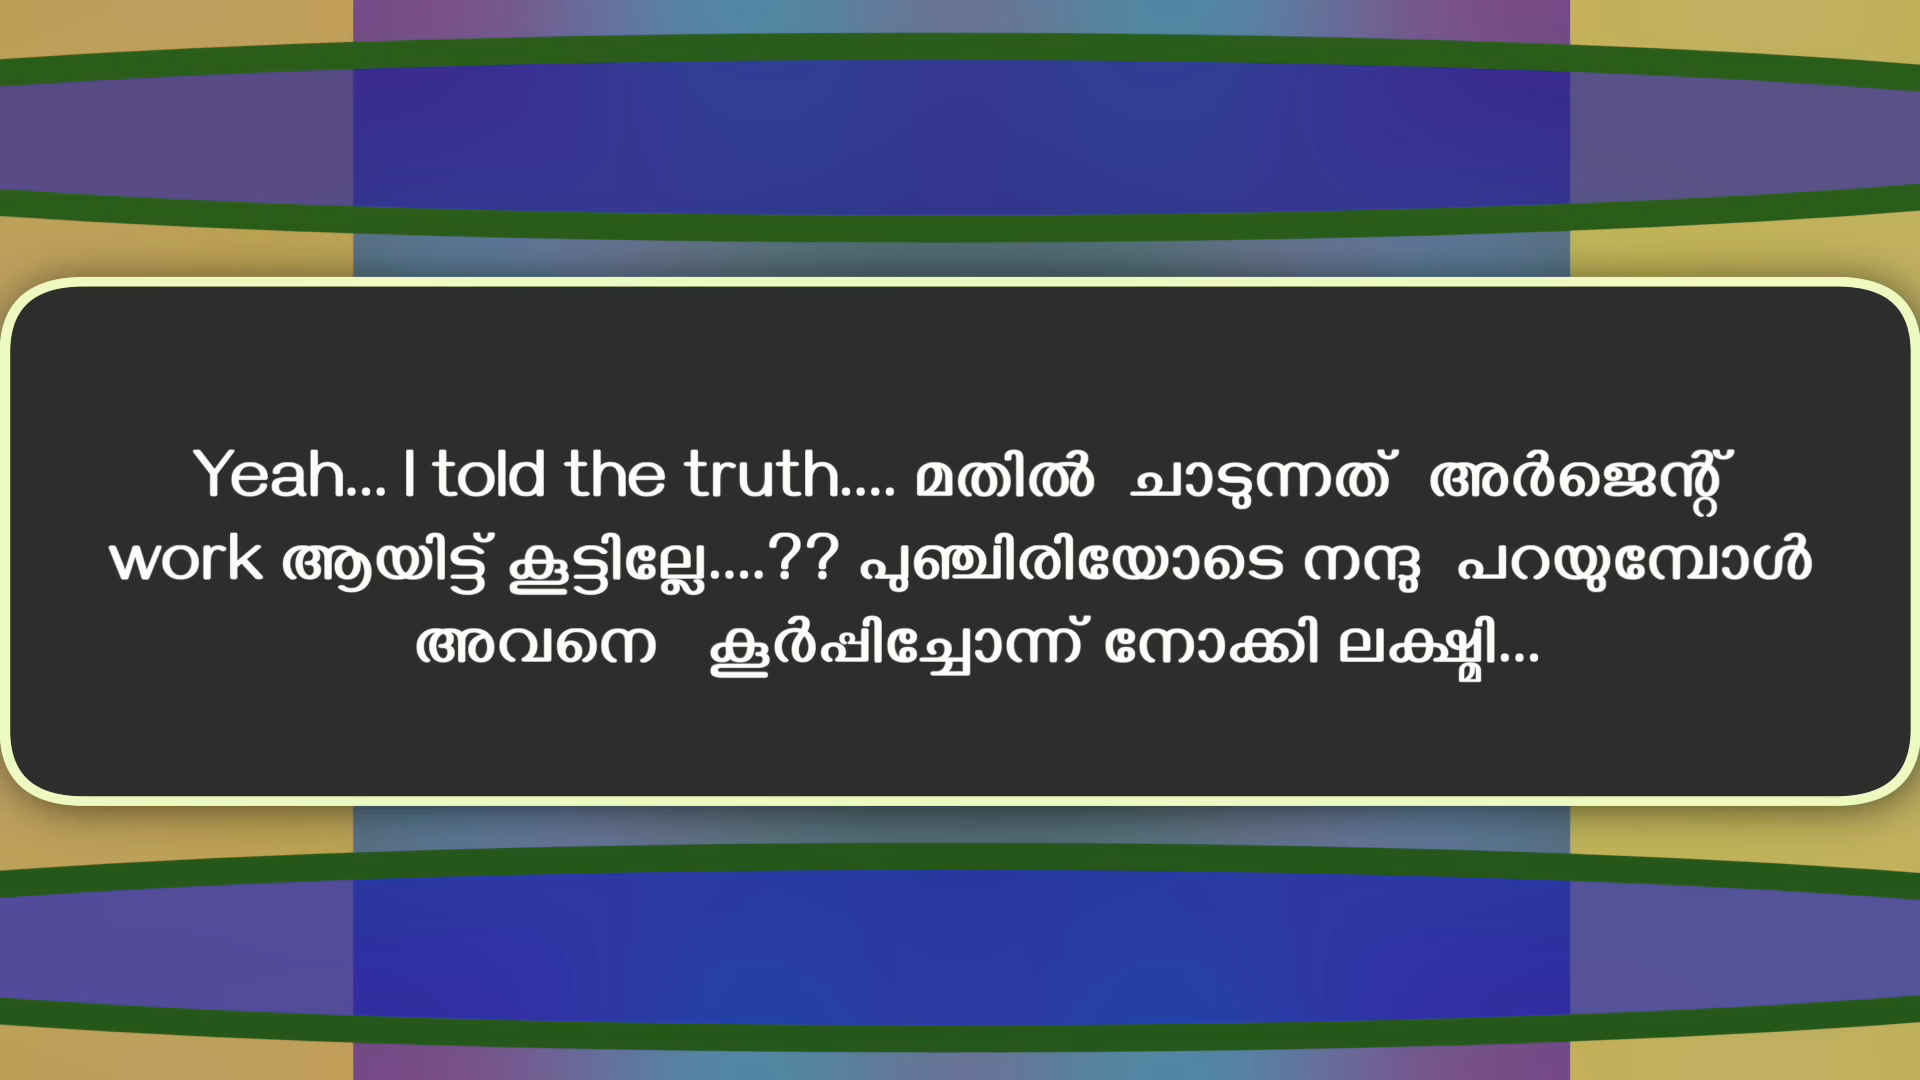 Yeah... I told the truth.... മതിൽ ചാടുന്നത് അർജെന്റ്
work ആയിട്ട് കൂട്ടില്ലേ....?? പുഞ്ചിരിയോടെ നന്ദു പറയുമ്പോൾ
അവനെ കൂർപ്പിച്ചോന്ന് നോക്കി ലക്ഷ്മി...